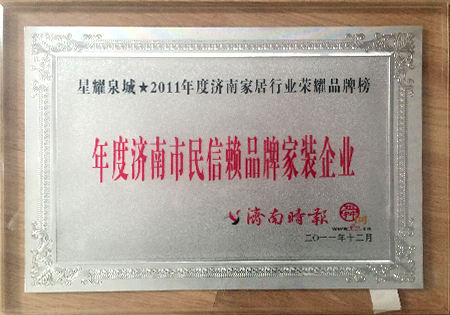 星耀泉城★2011年度济南家居行业荣耀品牌榜
年度济南市民信赖品牌家装企业
济南时报 舜网
二〇一一年十二月